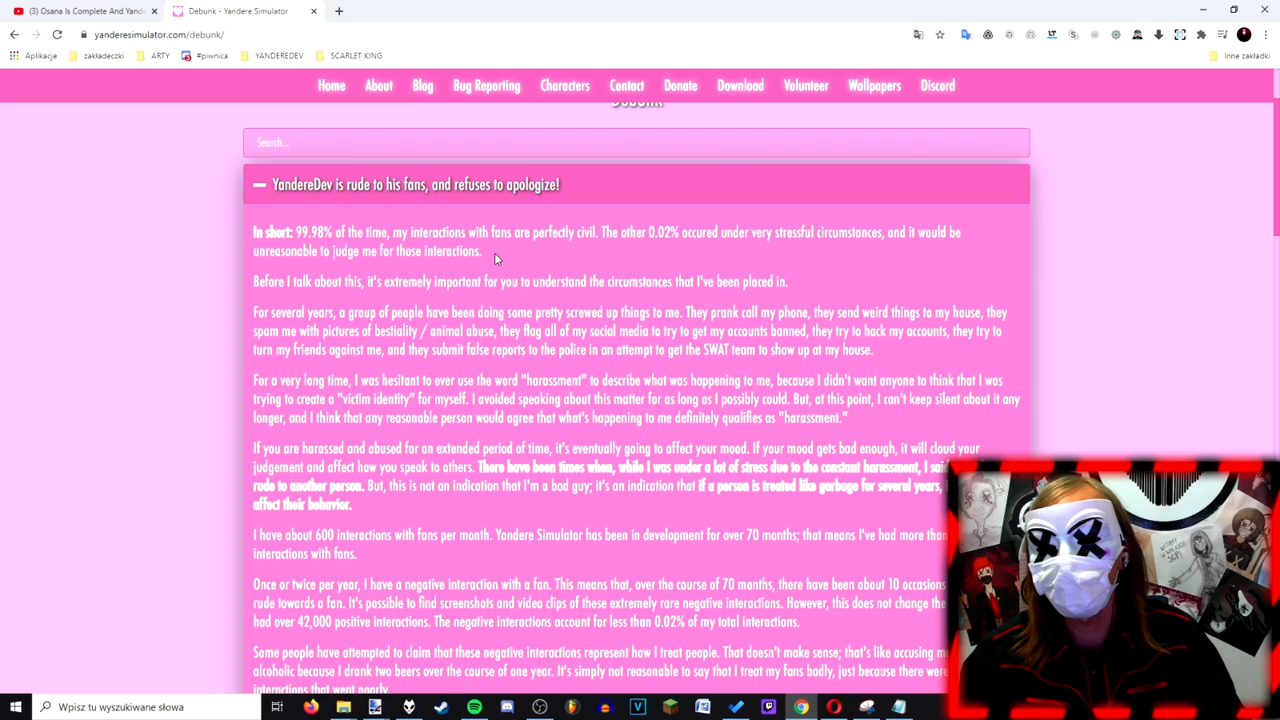 (3) Osana Is Complete And Yande
Debunk - Yandere Simulator
yanderesimulator.com/debunk/
Aplikacje zakładeczki ARTY #piwnica YANDEREDEV SCARLET KING Inne zakładki
Home About Blog Bug Reporting Characters Contact Donate Download Volunteer Wallpapers Discord
Debunk
Search...
YandereDev is rude to his fans, and refuses to apologize!
In short: 99.98% of the time, my interactions with fans are perfectly civil. The other 0.02% occured under very stressful circumstances, and it would be
unreasonable to judge me for those interactions.
Before I talk about this, it's extremely important for you to understand the circumstances that I've been placed in.
For several years, a group of people have been doing some pretty screwed up things to me. They prank call my phone, they send weird things to my house, they
spam me with pictures of bestiality / animal abuse, they flag all of my social media to try to get my accounts banned, they try to hack my accounts, they try to
turn my friends against me, and they submit false reports to the police in an attempt to get the SWAT team to show up at my house.
For a very long time, I was hesitant to ever use the word "harassment" to describe what was happening to me, because I didn't want anyone to think that I was
trying to create a "victim identity" for myself. I avoided speaking about this matter for as long as I possibly could. But, at this point, I can't keep silent about it any
longer, and I think that any reasonable person would agree that what's happening to me definitely qualifies as "harassment."
If you are harassed and abused for an extended period of time, it's eventually going to affect your mood. If your mood gets bad enough, it will cloud your
judgement and affect how you speak to others. There have been times when, while I was under a lot of stress due to the constant harassment, I said
rude to another person. But, this is not an indication that I'm a bad guy; it's an indication that if a person is treated like garbage for several years,
affect their behavior.
I have about 600 interactions with fans per month. Yandere Simulator has been in development for over 70 months; that means I've had more than
interactions with fans.
Once or twice per year, I have a negative interaction with a fan. This means that, over the course of 70 months, there have been about 10 occasions
rude towards a fan. It's possible to find screenshots and video clips of these extremely rare negative interactions. However, this does not change the
had over 42,000 positive interactions. The negative interactions account for less than 0.02% of my total interactions.
Some people have attempted to claim that these negative interactions represent how I treat people. That doesn't make sense; that's like accusing
alcoholic because I drank two beers over the course of one year. It's simply not reasonable to say that I treat my fans badly, just because there were
interactions that went poorly.
Wpisz tu wyszukiwane słowa